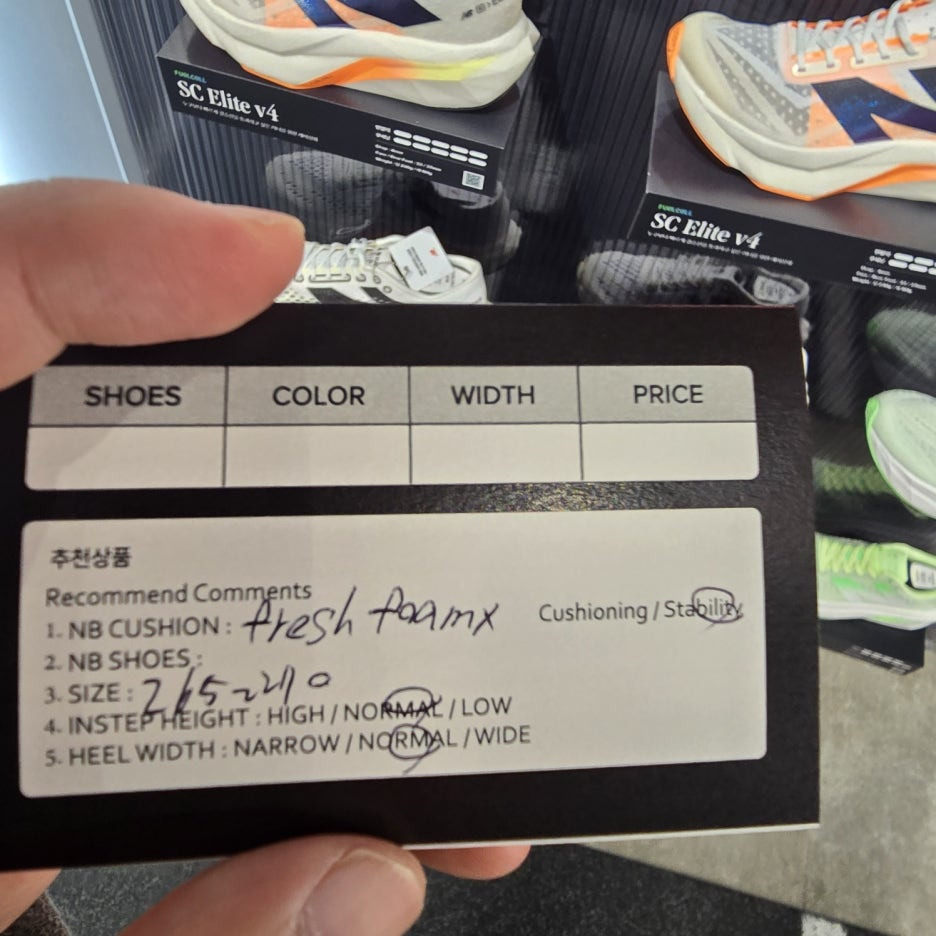 FUELCELL
SC Elite v4
FUELCELL
SC Elite v4
SHOES COLOR WIDTH PRICE
추천상품
Recommend Comments
1. NB CUSHION : fresh foamx Cushioning / Stability
2. NB SHOES :
3. SIZE : 265~270
4. INSTEP HEIGHT : HIGH / NORMAL / LOW
5. HEEL WIDTH : NARROW / NORMAL / WIDE